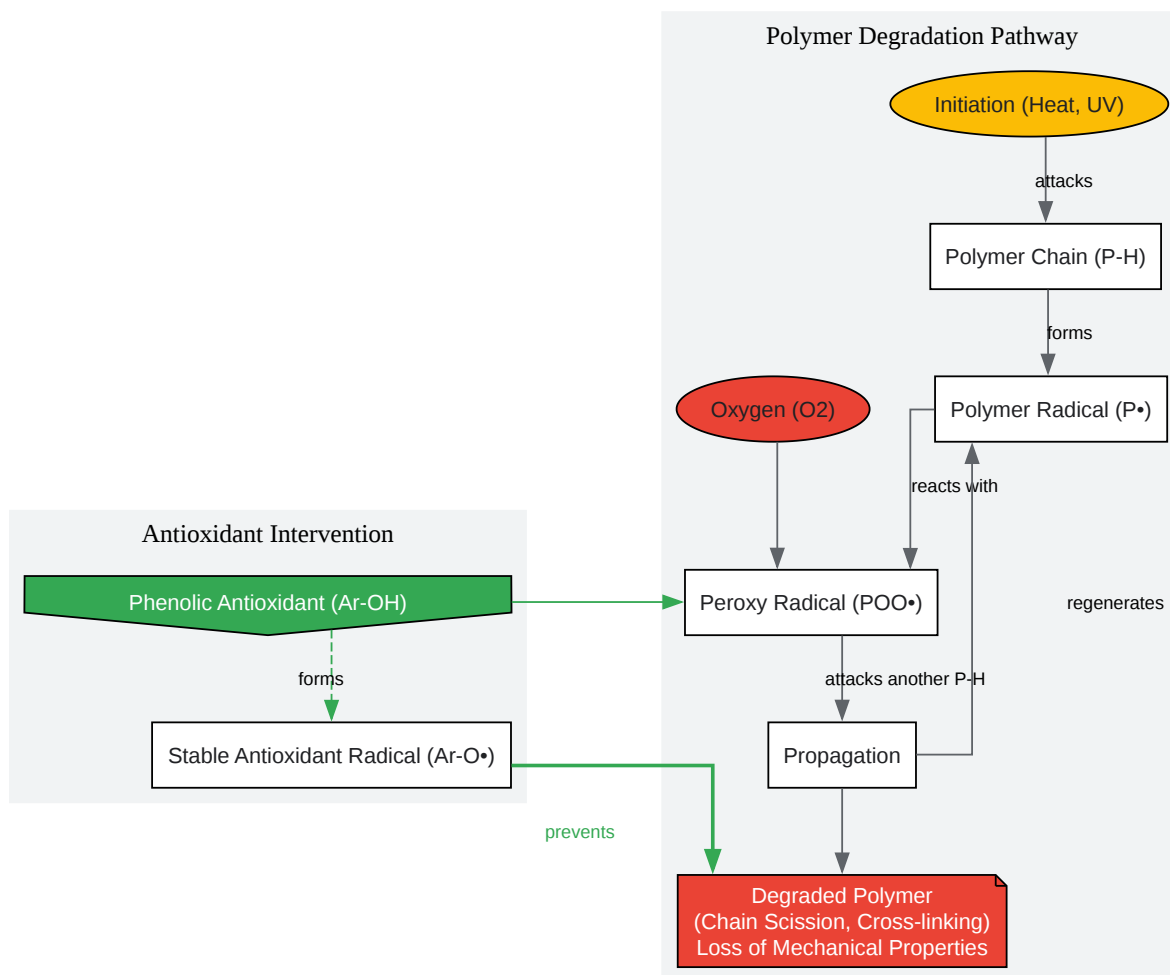 Polymer Degradation Pathway
Initiation (Heat, UV)
attacks
Polymer Chain (P-H)
forms
Oxygen (O2)
Polymer Radical (P•)
reacts with
Antioxidant Intervention
Phenolic Antioxidant (Ar-OH)
Peroxy Radical (POO•)
regenerates
forms
attacks another P-H
Stable Antioxidant Radical (Ar-O•)
Propagation
prevents
Degraded Polymer
(Chain Scission, Cross-linking)
Loss of Mechanical Properties